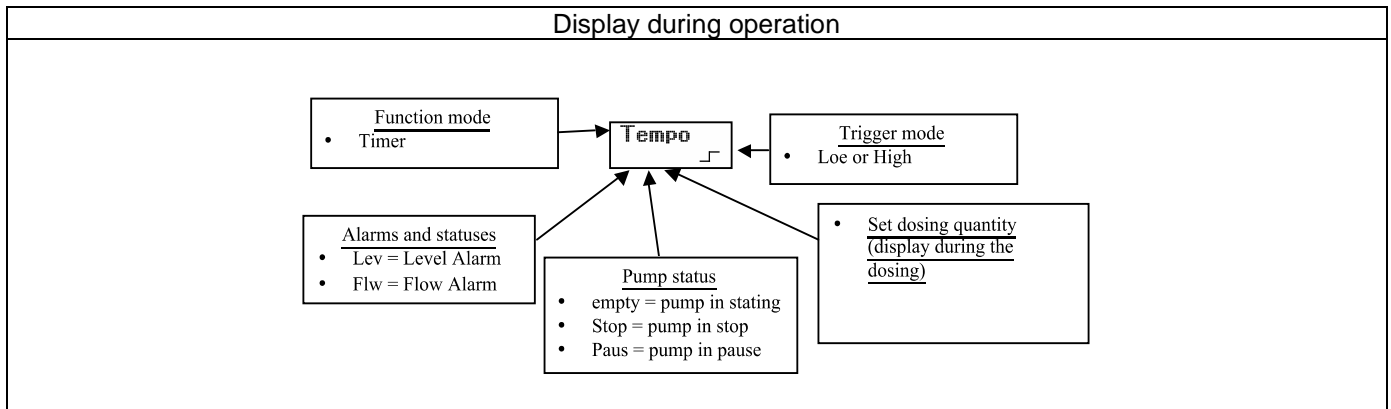 Display during operation
Function mode
• Timer
Tempo
Trigger mode
• Loe or High
Alarms and statuses
• Lev = Level Alarm
• Flw = Flow Alarm
Pump status
• empty = pump in stating
• Stop = pump in stop
• Paus = pump in pause
• Set dosing quantity
(display during the
dosing)